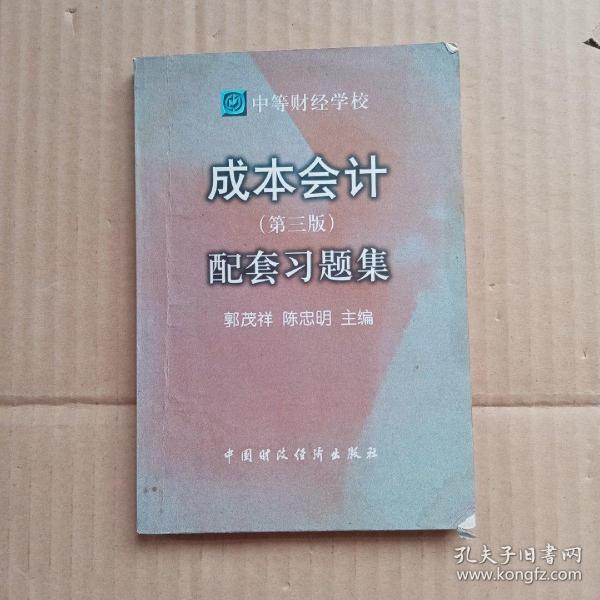 中等财经学校
成本会计
（第三版）
配套习题集
郭茂祥 陈忠明 主编
中国财政经济出版社
孔夫子旧书网
www.kongfz.com